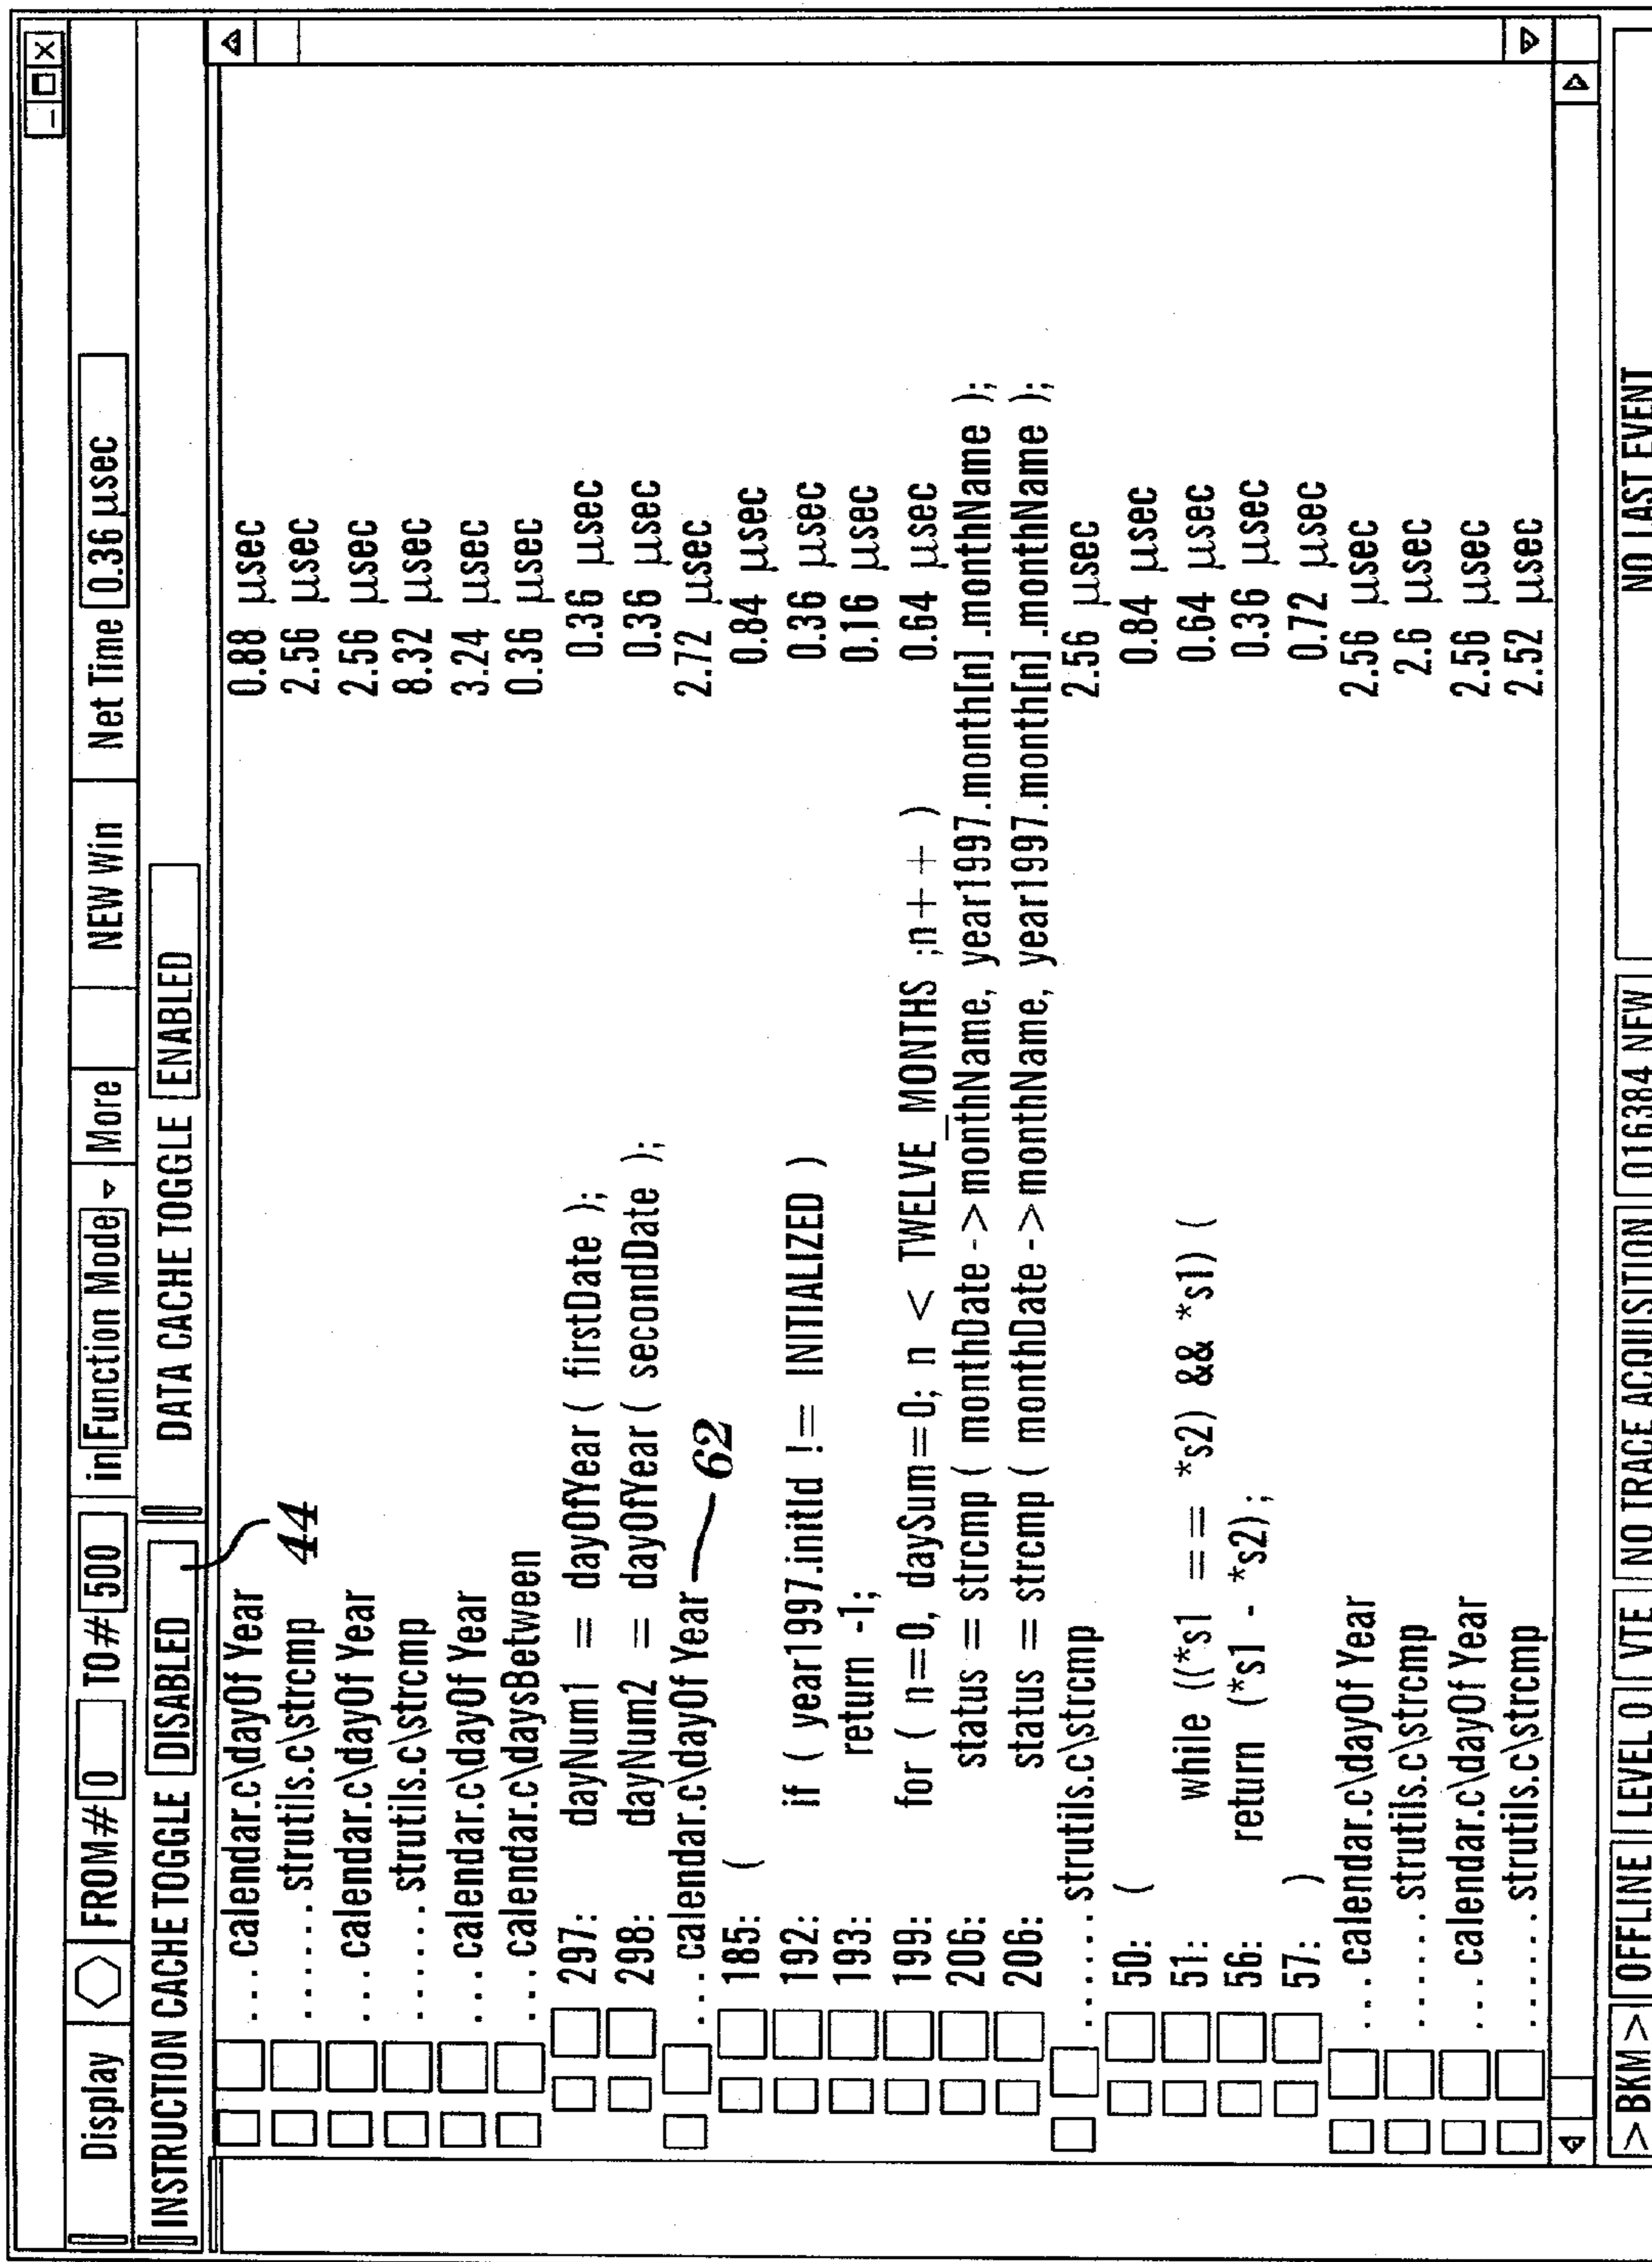 Display FROM# 0 TO# 500 in Function Mode More NEW Win Net Time 0.36 µsec
INSTRUCTION CACHE TOGGLE DISABLED DATA CACHE TOGGLE ENABLED
44
... calendar.c\dayOf Year 0.88 µsec
...... strutils.c\strcmp 2.56 µsec
... calendar.c\dayOf Year 2.56 µsec
...... strutils.c\strcmp 8.32 µsec
... calendar.c\dayOf Year 3.24 µsec
... calendar.c\daysBetween 0.36 µsec
297: dayNum1 = dayOfYear ( firstDate ); 0.36 µsec
298: dayNum2 = dayOfYear ( secondDate ); 0.36 µsec
... calendar.c\dayOf Year 62 2.72 µsec
185: ( 0.84 µsec
192: if ( year1997.initId != INITIALIZED ) 0.36 µsec
193: return -1; 0.16 µsec
199: for ( n==0, daySum==0; n < TWELVE_MONTHS ;n++ ) 0.64 µsec
206: status = strcmp ( monthDate - > monthName, year1997.month[n] .monthName );
206: status = strcmp ( monthDate - > monthName, year1997.month[n] .monthName );
...... strutils.c\strcmp 2.56 µsec
50: ( 0.84 µsec
51: while ((*s1 == *s2) && *s1) ( 0.64 µsec
56: return (*s1 - *s2); 0.36 µsec
57: ) 0.72 µsec
... calendar.c\dayOf Year 2.56 µsec
...... strutils.c\strcmp 2.6 µsec
... calendar.c\dayOf Year 2.56 µsec
...... strutils.c\strcmp 2.52 µsec
> BKM > OFFLINE LEVEL 0 VTE NO TRACE ACQUISITION 016384 NEW NO LAST EVENT